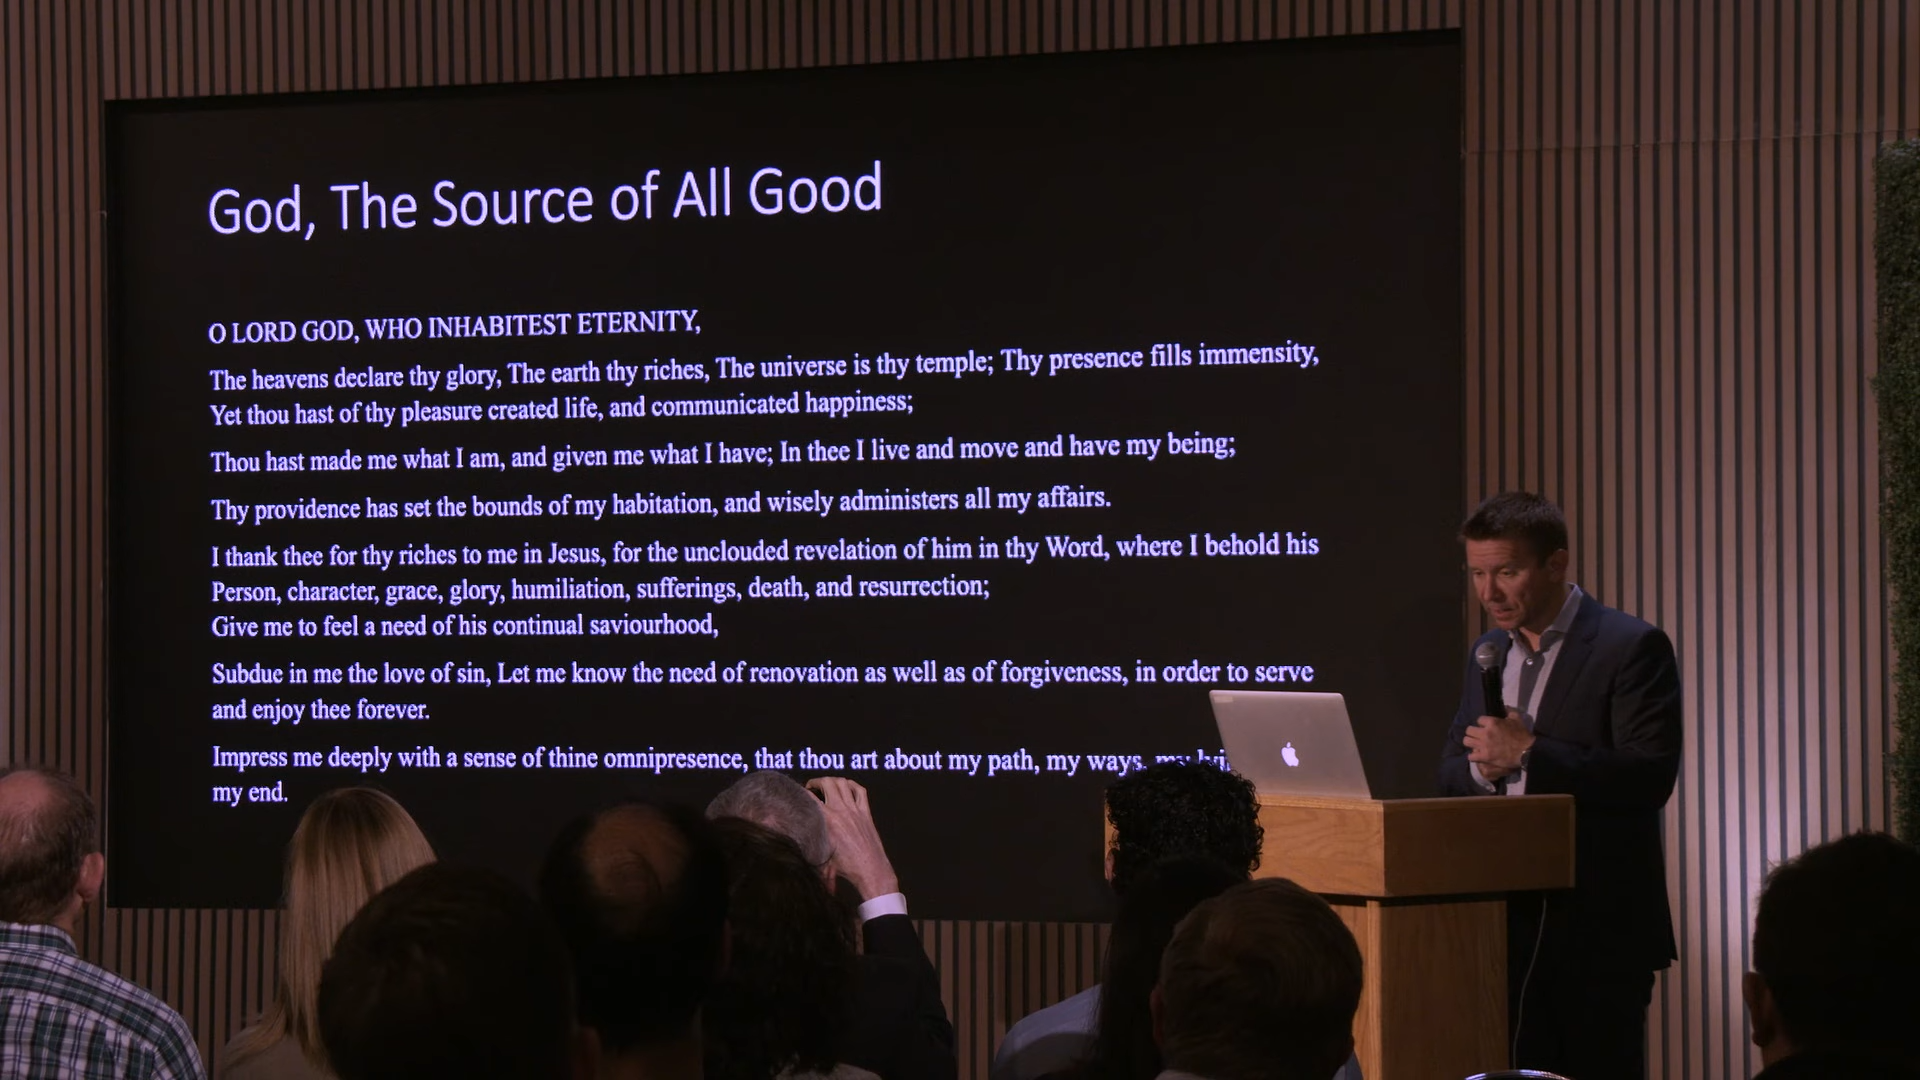 God, The Source of All Good
O LORD GOD, WHO INHABITEST ETERNITY,
The heavens declare thy glory, The earth thy riches, The universe is thy temple; Thy presence fills immensity,
Yet thou hast of thy pleasure created life, and communicated happiness;
Thou hast made me what I am, and given me what I have; In thee I live and move and have my being;
Thy providence has set the bounds of my habitation, and wisely administers all my affairs.
I thank thee for thy riches to me in Jesus, for the unclouded revelation of him in thy Word, where I behold his
Person, character, grace, glory, humiliation, sufferings, death, and resurrection;
Give me to feel a need of his continual saviourhood,
Subdue in me the love of sin, Let me know the need of renovation as well as of forgiveness, in order to serve
and enjoy thee forever.
Impress me deeply with a sense of thine omnipresence, that thou art about my path, my ways, my
my end.